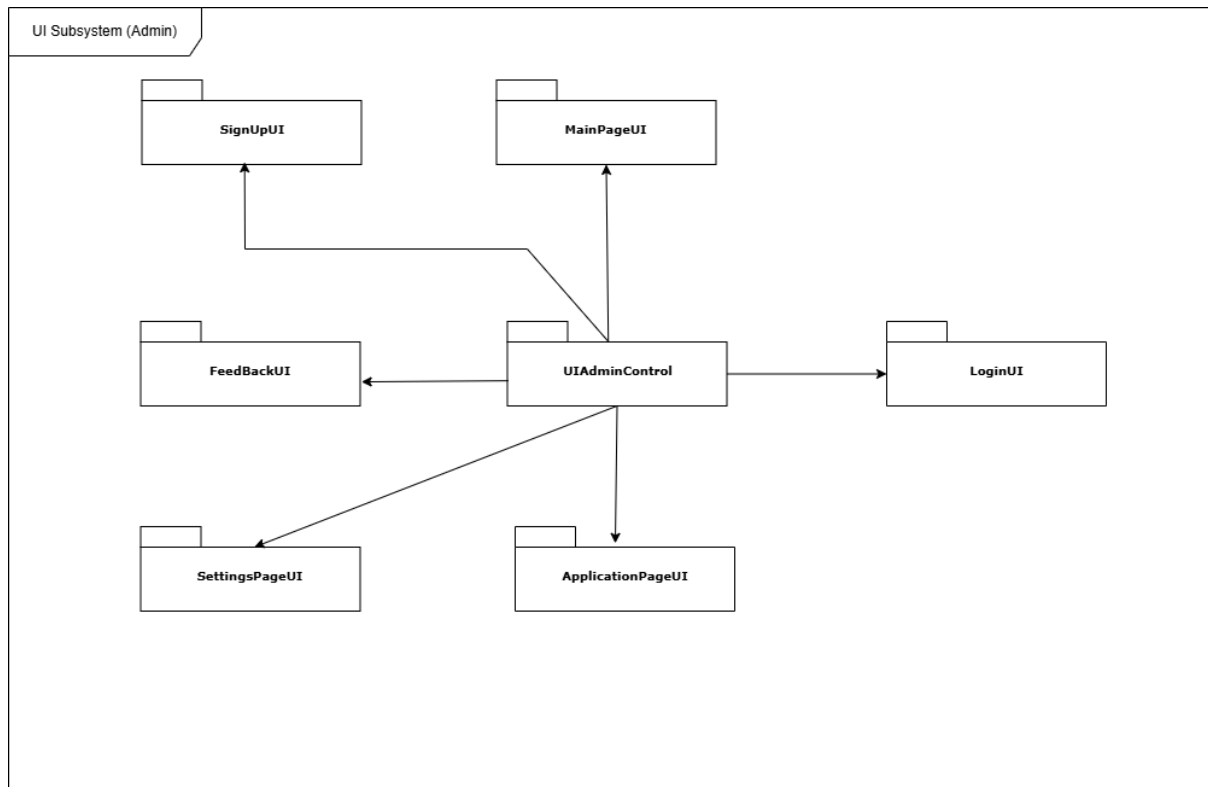 UI Subsystem (Admin)
SignUpUI
MainPageUI
FeedBackUI
UIAdminControl
LoginUI
SettingsPageUI
ApplicationPageUI